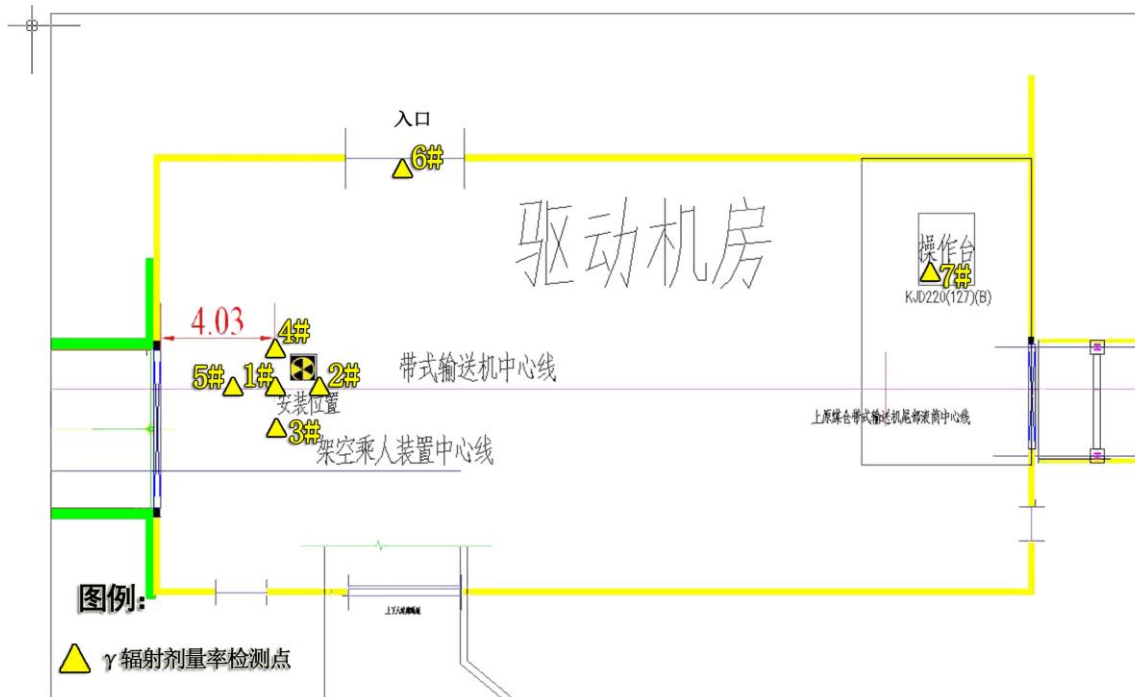 入口
6#
驱动机房
操作台
7#
KJD220(127)(B)
4.03
4#
5#
1#
2#
带式输送机中心线
安装位置
上原煤仓带式输送机尾部滚筒中心线
3#
架空乘人装置中心线
图例:
γ辐射剂量率检测点